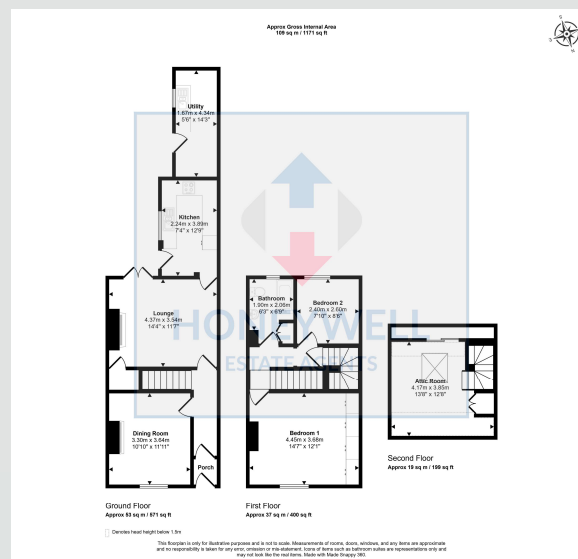 Approx Gross Internal Area
109 sq m / 1171 sq ft
Utility
1.67m x 4.34m
5'6" x 14'3"
Kitchen
2.24m x 3.89m
7'4" x 12'9"
Lounge
4.37m x 3.54m
14'4" x 11'7"
Bathroom
1.90m x 2.06m
6'3" x 6'9"
Bedroom 2
2.40m x 2.60m
7'10" x 8'6"
HONEYWELL
ESTATE AGENTS
Attic Room
4.17m x 3.85m
13'8" x 12'8"
Dining Room
3.30m x 3.64m
10'10" x 11'11"
Bedroom 1
4.45m x 3.68m
14'7" x 12'1"
Porch
Second Floor
Approx 19 sq m / 199 sq ft
Ground Floor
Approx 53 sq m / 571 sq ft
First Floor
Approx 37 sq m / 400 sq ft
Denotes head height below 1.5m
This floorplan is only for illustrative purposes and is not to scale. Measurements of rooms, doors, windows, and any items are approximate
and no responsibility is taken for any error, omission or mis-statement. Icons of items such as bathroom suites are representations only and
may not look like the real items. Made with Made Snappy 360.